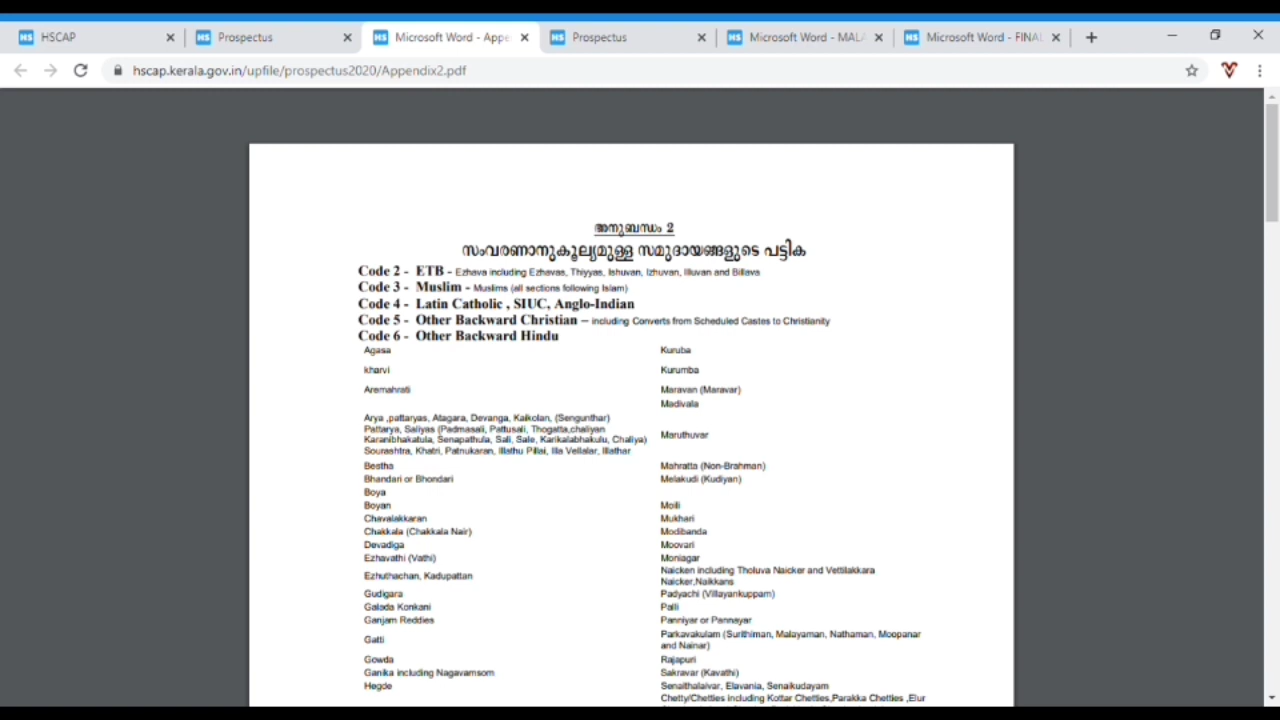 HSCAP
Prospectus
Microsoft Word - Appe
Prospectus
Microsoft Word - MALA
Microsoft Word - FINAL
hscap.kerala.gov.in/upfile/prospectus2020/Appendix2.pdf
അനുബന്ധം 2
സംവരണാനുകൂല്യമുള്ള സമുദായങ്ങളുടെ പട്ടിക
Code 2 - ETB - Ezhava including Ezhavas, Thiyyas, Ishuvan, Izhuvan, Illuvan and Billava
Code 3 - Muslim - Muslims (all sections following Islam)
Code 4 - Latin Catholic , SIUC, Anglo-Indian
Code 5 - Other Backward Christian – including Converts from Scheduled Castes to Christianity
Code 6 - Other Backward Hindu
Agasa
kharvi
Aremahrati
Arya ,pattaryas, Atagara, Devanga, Kaikolan, (Sengunthar)
Pattarya, Saliyas (Padmasali, Pattusali, Thogatta,chaliyan
Karanibhakatula, Senapathula, Sali, Sale, Karikalabhakulu, Chaliya)
Sourashtra, Khatri, Patnukaran, Illathu Pillai, Illa Vellalar, Illathar
Bestha
Bhandari or Bhondari
Boya
Boyan
Chavalakkaran
Chakkala (Chakkala Nair)
Devadiga
Ezhavathi (Vathi)
Ezhuthachan, Kadupattan
Gudigara
Galada Konkani
Ganjam Reddies
Gatti
Gowda
Ganika including Nagavamsom
Hegde
Kuruba
Kurumba
Maravan (Maravar)
Madivala
Maruthuvar
Mahratta (Non-Brahman)
Melakudi (Kudiyan)
Moili
Mukhari
Modibanda
Moovari
Moniagar
Naicken including Tholuva Naicker and Vettilakkara
Naicker,Naikkans
Padyachi (Villayankuppam)
Palli
Panniyar or Pannayar
Parkavakulam (Surithiman, Malayaman, Nathaman, Moopanar
and Nainar)
Rajapuri
Sakravar (Kavathi)
Senaithalaivar, Elavania, Senaikudayam
Chetty/Chetties including Kottar Chetties,Parakka Chetties ,Elur